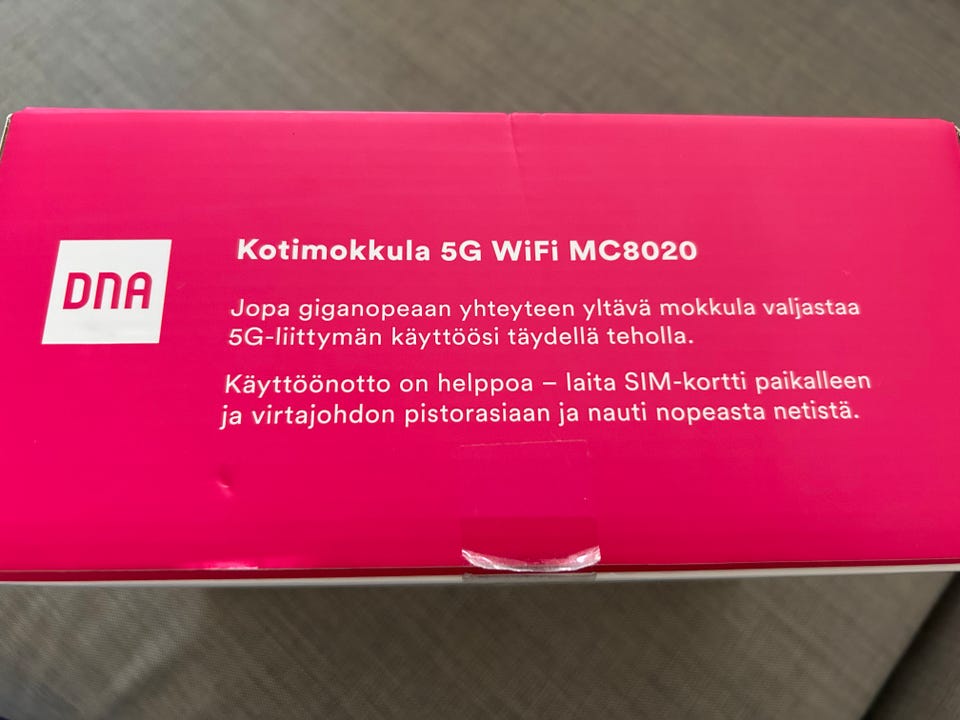 DNA
Kotimokkula 5G WiFi MC8020
Jopa giganopeaan yhteyteen yltävä mokkula valjastaa
5G-liittymän käyttöösi täydellä teholla.
Käyttöönotto on helppoa – laita SIM-kortti paikalleen
ja virtajohdon pistorasiaan ja nauti nopeasta netistä.